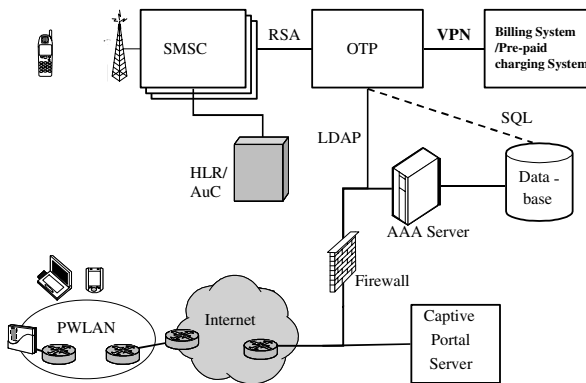 SMSC
RSA
OTP
VPN
Billing System
/Pre-paid
charging System
SQL
LDAP
HLR/
AuC
Data -
base
AAA Server
Firewall
PWLAN
Internet
Captive
Portal
Server